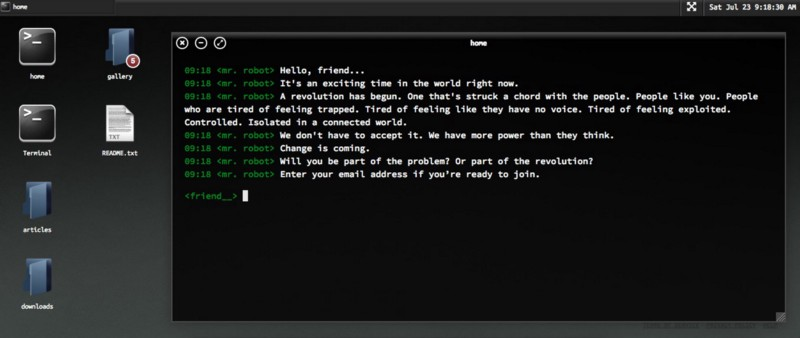 home
Sat Jul 23 9:18:30 AM
home
>_
home
5
gallery
>_
Terminal
TXT
README.txt
articles
downloads
09:18 <mr. robot> Hello, friend...
09:18 <mr. robot> It's an exciting time in the world right now.
09:18 <mr. robot> A revolution has begun. One that's struck a chord with the people. People like you. People
who are tired of feeling trapped. Tired of feeling like they have no voice. Tired of feeling exploited.
Controlled. Isolated in a connected world.
09:18 <mr. robot> We don't have to accept it. We have more power than they think.
09:18 <mr. robot> Change is coming.
09:18 <mr. robot> Will you be part of the problem? Or part of the revolution?
09:18 <mr. robot> Enter your email address if you're ready to join.
<friend__>